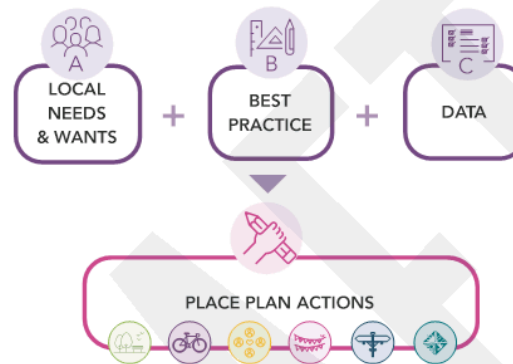 A
B
C
LOCAL
NEEDS
& WANTS
+
BEST
PRACTICE
+
DATA
PLACE PLAN ACTIONS